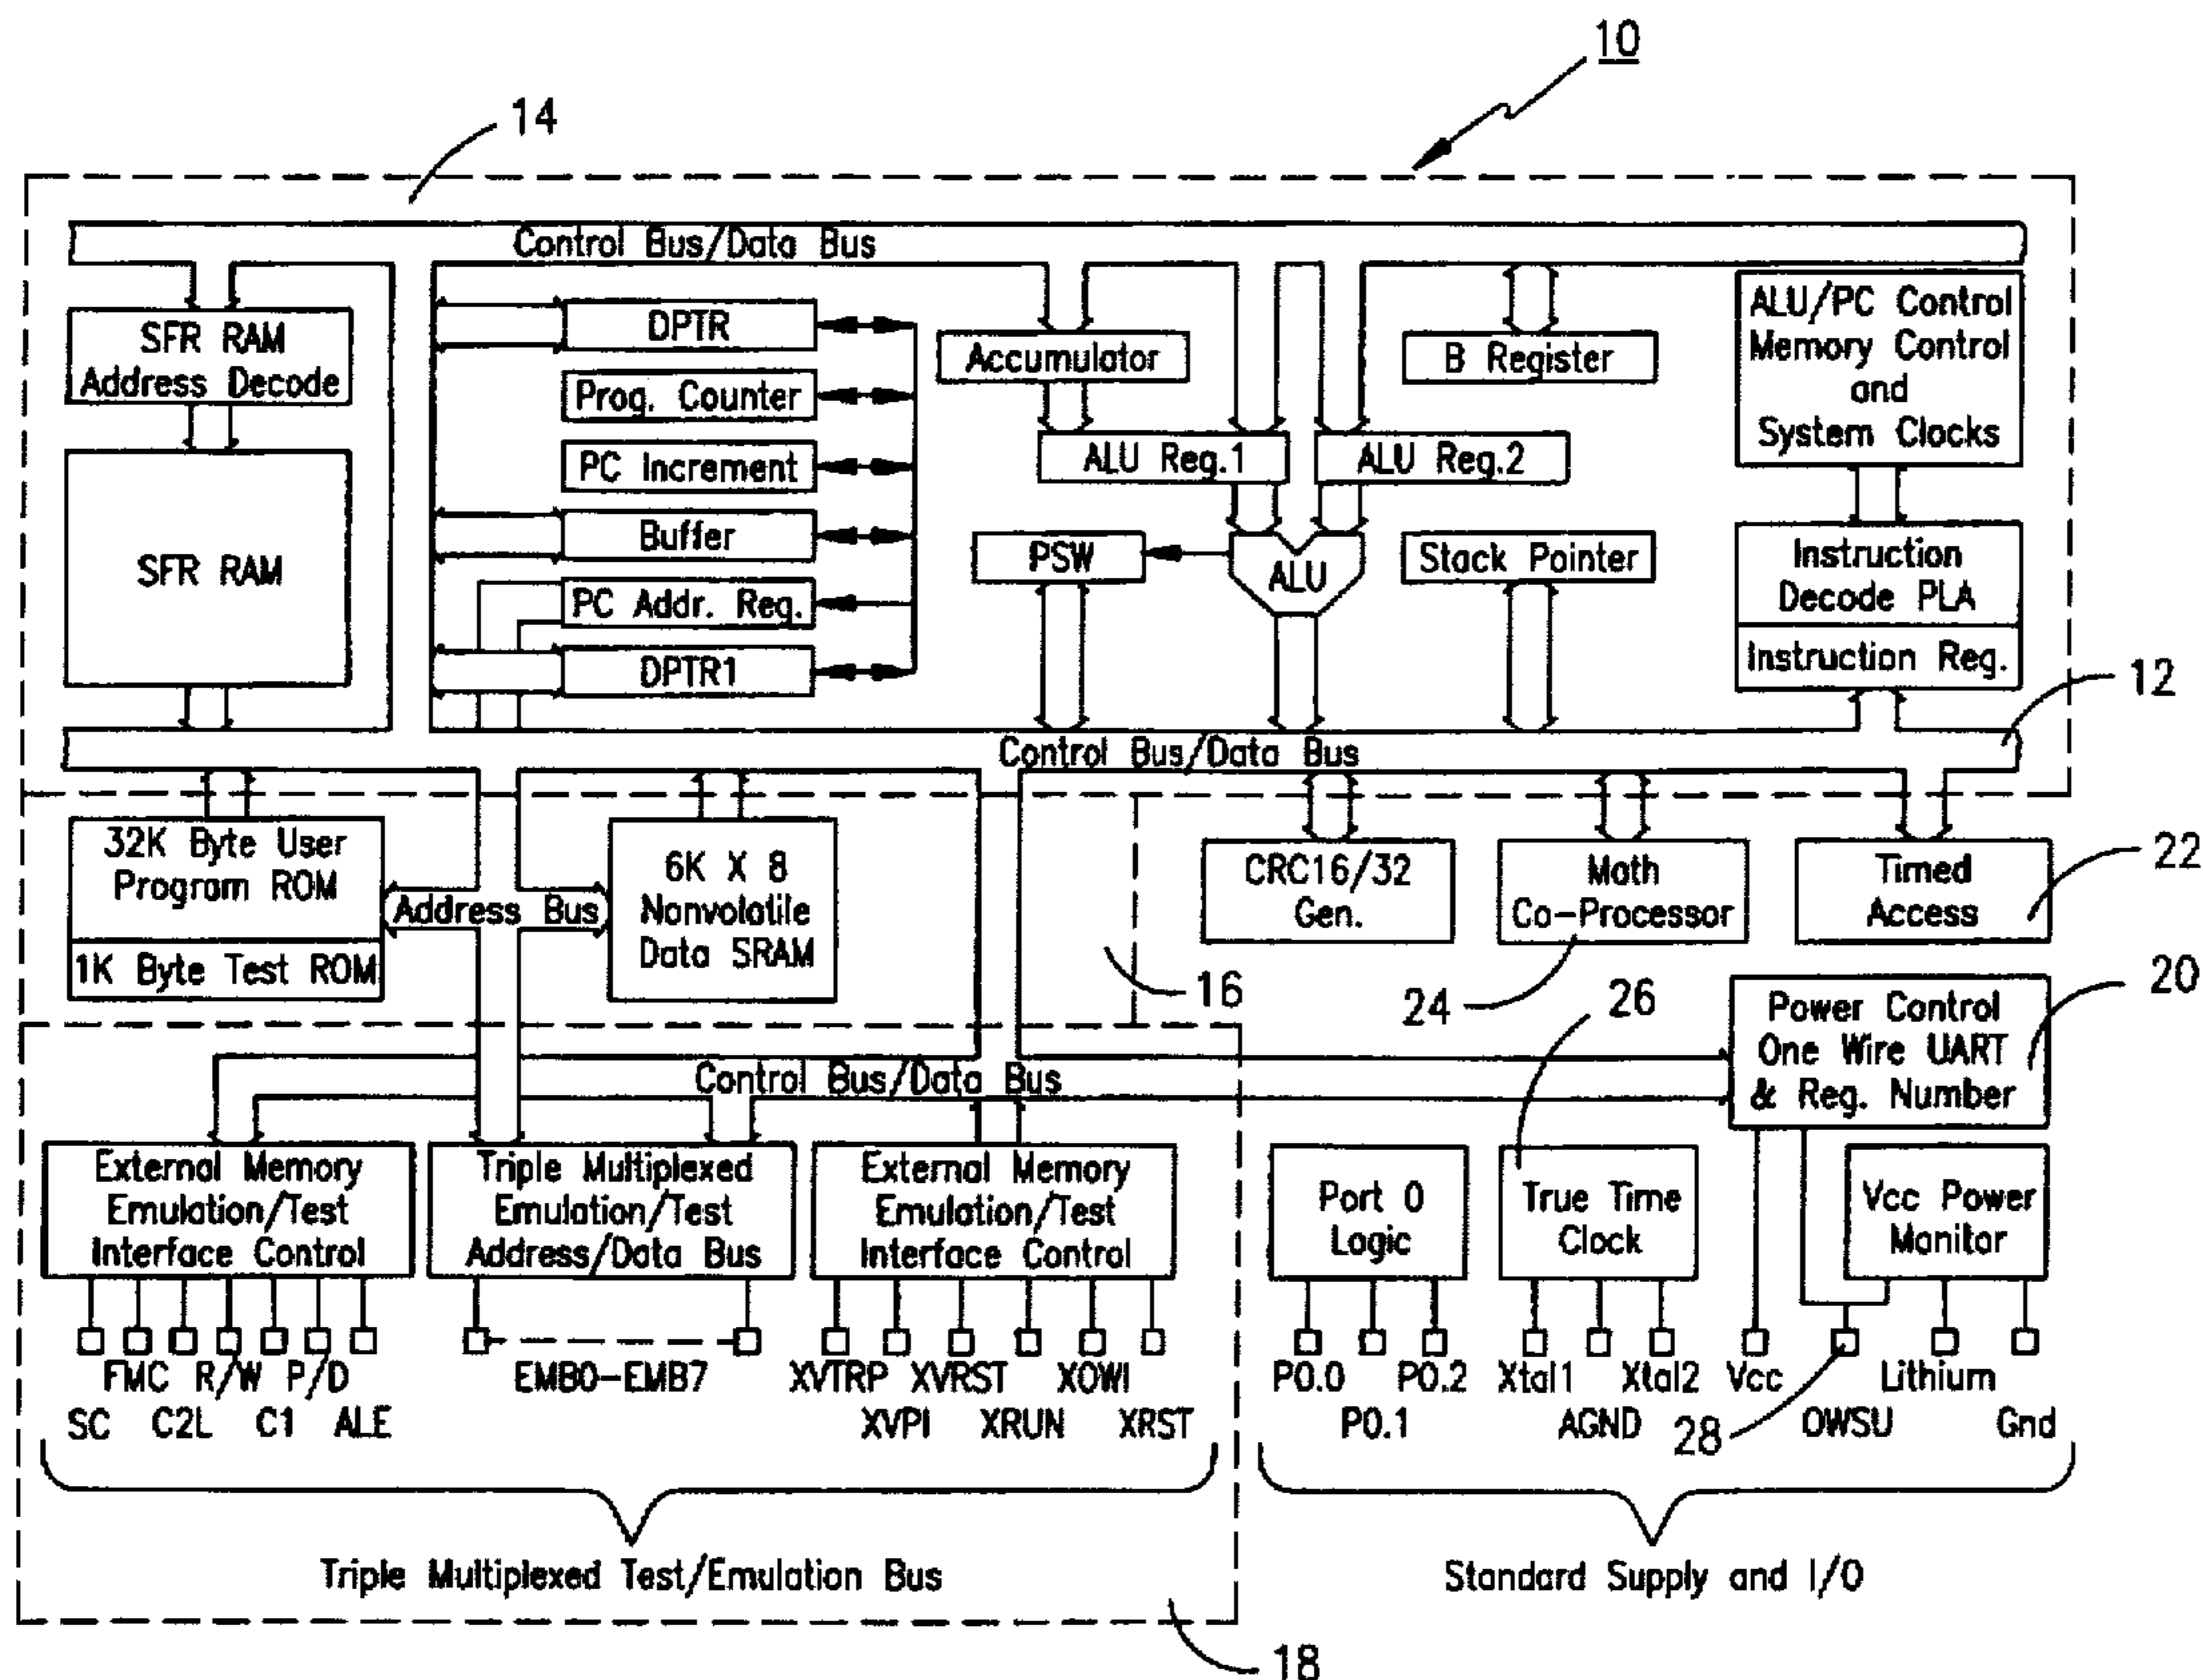 10
14
Control Bus/Data Bus
SFR RAM
Address Decode
SFR RAM
DPTR
Prog. Counter
PC Increment
Buffer
PC Addr. Reg.
DPTR1
Accumulator
B Register
ALU Reg.1
ALU Reg.2
PSW
ALU
Stack Pointer
ALU/PC Control
Memory Control
and
System Clocks
Instruction
Decode PLA
Instruction Reg.
12
Control Bus/Data Bus
32K Byte User
Program ROM
1K Byte Test ROM
Address Bus
6K X 8
Nonvolatile
Data SRAM
16
CRC16/32
Gen.
Math
Co-Processor
24
Timed
Access
22
26
Power Control
One Wire UART
& Reg. Number
20
Control Bus/Data Bus
External Memory
Emulation/Test
Interface Control
Triple Multiplexed
Emulation/Test
Address/Data Bus
External Memory
Emulation/Test
Interface Control
Port 0
Logic
True Time
Clock
Vcc Power
Monitor
FMC R/W P/D
SC C2L C1 ALE
EMB0-EMB7
XVTRP XVRST XOWI
XVPI XRUN XRST
P0.0 P0.2
P0.1
Xtal1 Xtal2
AGND
Vcc
28
OWSU
Lithium
Gnd
Triple Multiplexed Test/Emulation Bus
Standard Supply and I/O
18